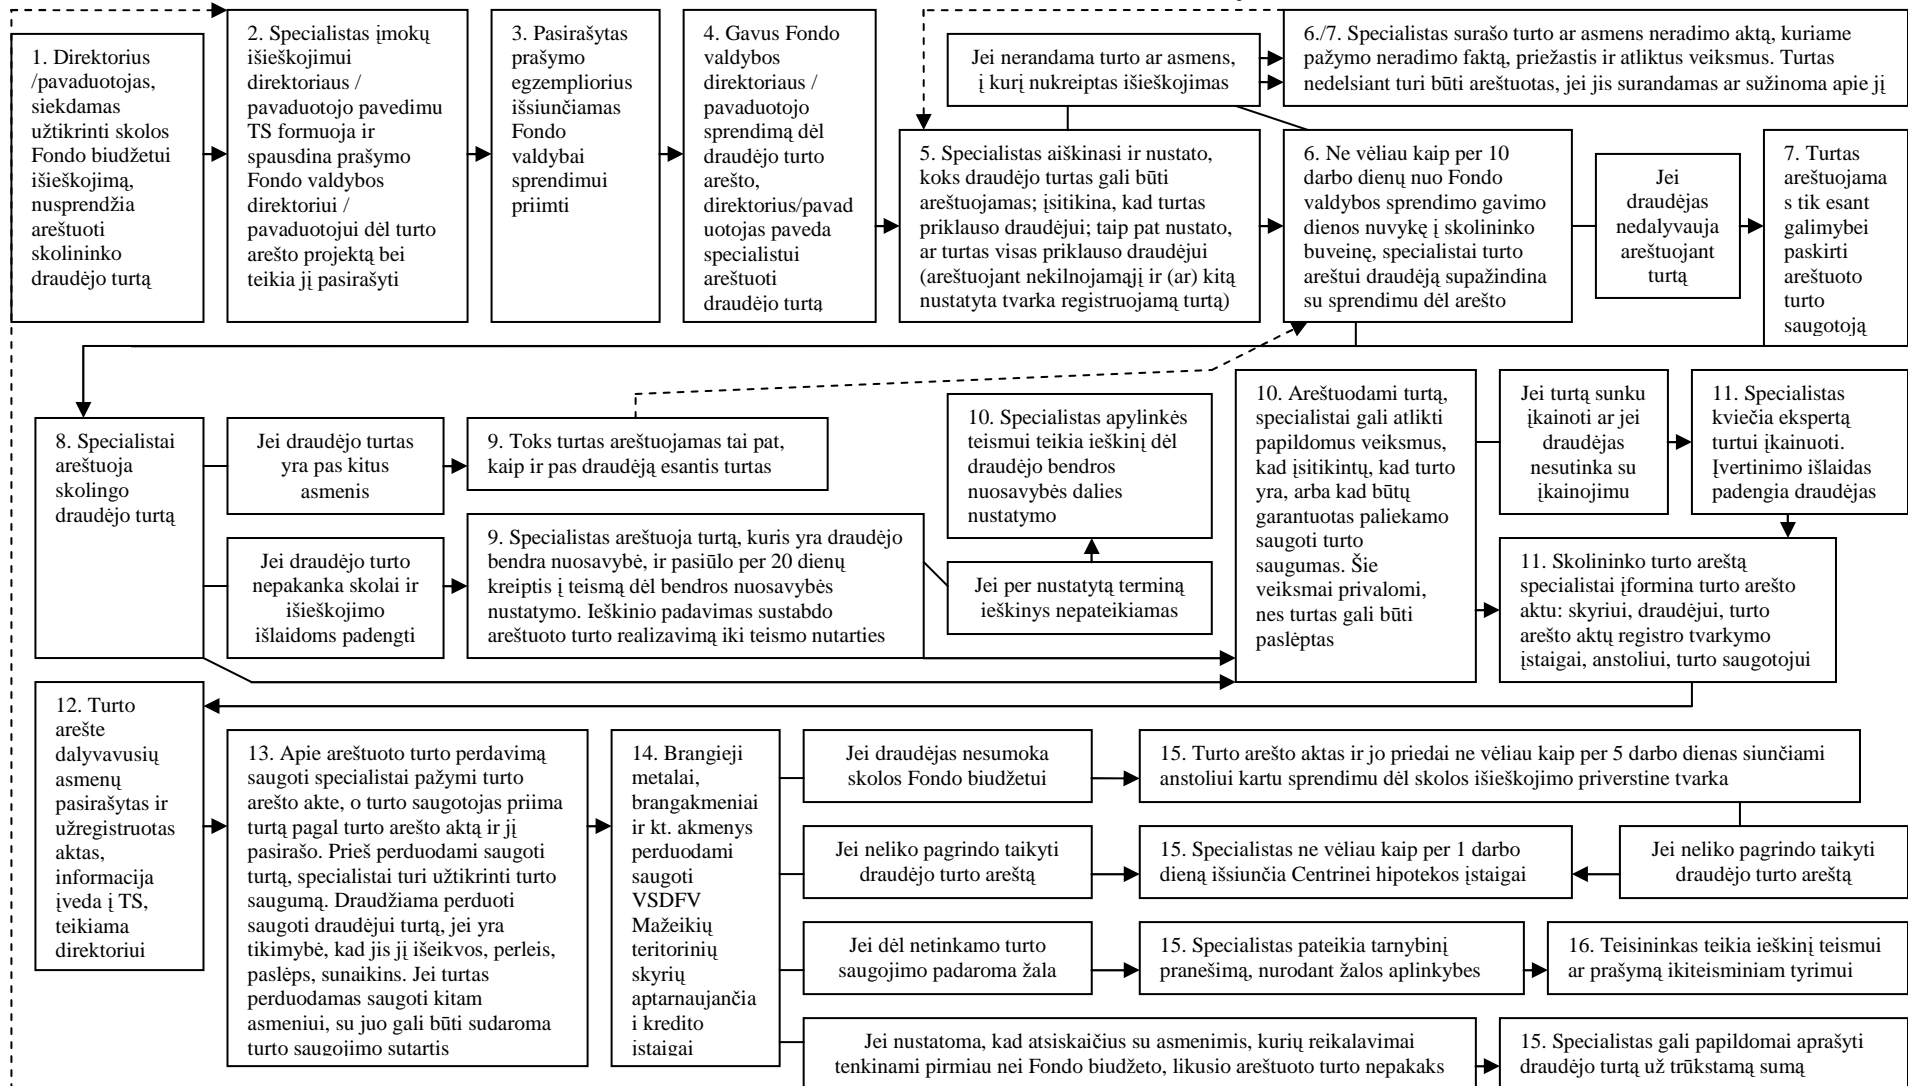 1. Direktorius
/pavaduotojas,
siekdamas
užtikrinti skolos
Fondo biudžetui
išieškojimą,
nusprendžia
areštuoti
skolininko
draudėjo turtą
2. Specialistas įmokų
išieškojimui
direktoriaus /
pavaduotojo pavedimu
TS formuoja ir
spausdina prašymo
Fondo valdybos
direktoriui /
pavaduotojui dėl turto
arešto projektą bei
teikia jį pasirašyti
3. Pasirašytas
prašymo
egzempliorius
išsiunčiamas
Fondo
valdybai
sprendimui
priimti
4. Gavus Fondo
valdybos
direktoriaus /
pavaduotojo
sprendimą dėl
draudėjo turto
arešto,
direktorius/pavad
uotojas paveda
specialistui
areštuoti
draudėjo turtą
Jei nerandama turto ar asmens,
į kurį nukreiptas išieškojimas
6./7. Specialistas surašo turto ar asmens neradimo aktą, kuriame
pažymo neradimo faktą, priežastis ir atliktus veiksmus. Turtas
nedelsiant turi būti areštuotas, jei jis surandamas ar sužinoma apie jį
5. Specialistas aiškinasi ir nustato,
koks draudėjo turtas gali būti
areštuojamas; įsitikina, kad turtas
priklauso draudėjui; taip pat nustato,
ar turtas visas priklauso draudėjui
(areštuojant nekilnojamąjį ir (ar) kitą
nustatyta tvarka registruojamą turtą)
6. Ne vėliau kaip per 10
darbo dienų nuo Fondo
valdybos sprendimo gavimo
dienos nuvykę į skolininko
buveinę, specialistai turto
areštui draudėją supažindina
su sprendimu dėl arešto
Jei
draudėjas
nedalyvauja
areštuojant
turtą
7. Turtas
areštuojama
s tik esant
galimybei
paskirti
areštuoto
turto
saugotoją
8. Specialistai
areštuoja
skolingo
draudėjo turtą
Jei draudėjo turtas
yra pas kitus
asmenis
9. Toks turtas areštuojamas tai pat,
kaip ir pas draudėją esantis turtas
Jei draudėjo turto
nepakanka skolai ir
išieškojimo
išlaidoms padengti
9. Specialistas areštuoja turtą, kuris yra draudėjo
bendra nuosavybė, ir pasiūlo per 20 dienų
kreiptis į teismą dėl bendros nuosavybės
nustatymo. Ieškinio padavimas sustabdo
areštuoto turto realizavimą iki teismo nutarties
10. Specialistas apylinkės
teismui teikia ieškinį dėl
draudėjo bendros
nuosavybės dalies
nustatymo
Jei per nustatytą terminą
ieškinys nepateikiamas
10. Areštuodami turtą,
specialistai gali atlikti
papildomus veiksmus,
kad įsitikintų, kad turto
yra, arba kad būtų
garantuotas paliekamo
saugoti turto
saugumas. Šie
veiksmai privalomi,
nes turtas gali būti
paslėptas
Jei turtą sunku
įkainoti ar jei
draudėjas
nesutinka su
įkainojimu
11. Specialistas
kviečia ekspertą
turtui įkainuoti.
Įvertinimo išlaidas
padengia draudėjas
11. Skolininko turto areštą
specialistai įformina turto arešto
aktu: skyriui, draudėjui, turto
arešto aktų registro tvarkymo
įstaigai, anstoliui, turto saugotojui
12. Turto
arešte
dalyvavusių
asmenų
pasirašytas ir
užregistruotas
aktas,
informacija
įveda į TS,
teikiama
direktoriui
13. Apie areštuoto turto perdavimą
saugoti specialistai pažymi turto
arešto akte, o turto saugotojas priima
turtą pagal turto arešto aktą ir jį
pasirašo. Prieš perduodami saugoti
turtą, specialistai turi užtikrinti turto
saugumą. Draudžiama perduoti
saugoti draudėjui turtą, jei yra
tikimybė, kad jis jį išeikvos, perleis,
paslėps, sunaikins. Jei turtas
perduodamas saugoti kitam
asmeniui, su juo gali būti sudaroma
turto saugojimo sutartis
14. Brangieji
metalai,
brangakmeniai
ir kt. akmenys
perduodami
saugoti
VSDFV
Mažeikių
teritorinių
skyrių
aptarnaujančia
i kredito
įstaigai
Jei draudėjas nesumoka
skolos Fondo biudžetui
15. Turto arešto aktas ir jo priedai ne vėliau kaip per 5 darbo dienas siunčiami
anstoliui kartu sprendimu dėl skolos išieškojimo priverstine tvarka
Jei neliko pagrindo taikyti
draudėjo turto areštą
15. Specialistas ne vėliau kaip per 1 darbo
dieną išsiunčia Centrinei hipotekos įstaigai
Jei neliko pagrindo taikyti
draudėjo turto areštą
Jei dėl netinkamo turto
saugojimo padaroma žala
15. Specialistas pateikia tarnybinį
pranešimą, nurodant žalos aplinkybes
16. Teisininkas teikia ieškinį teismui
ar prašymą ikiteisminiam tyrimui
Jei nustatoma, kad atsiskaičius su asmenimis, kurių reikalavimai
tenkinami pirmiau nei Fondo biudžeto, likusio areštuoto turto nepakaks
15. Specialistas gali papildomai aprašyti
draudėjo turtą už trūkstamą sumą